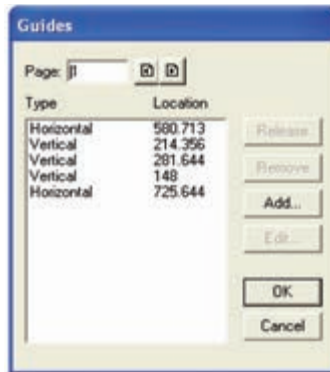 Guides
Page: 1
Type Location
Horizontal 580.713
Vertical 214.356
Vertical 281.644
Vertical 148
Horizontal 725.644
Release
Remove
Add...
Edit...
OK
Cancel